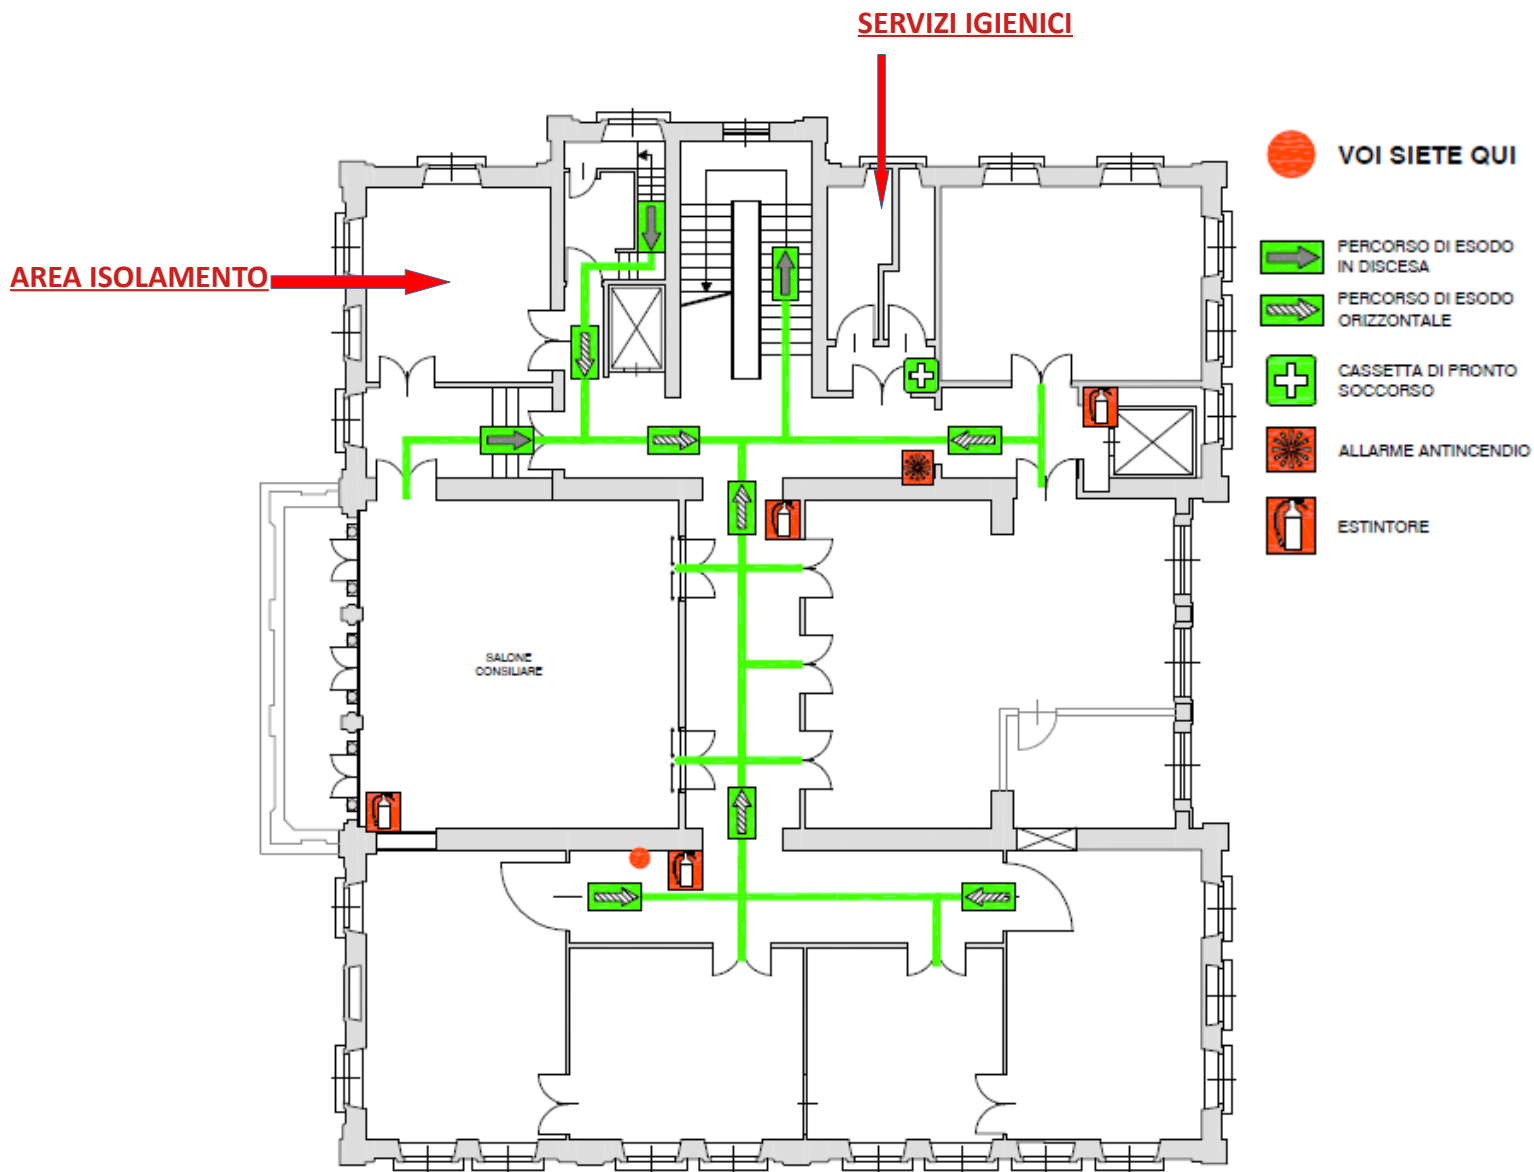 SERVIZI IGIENICI
VOI SIETE QUI
PERCORSO DI ESODO
IN DISCESA
AREA ISOLAMENTO
PERCORSO DI ESODO
ORIZZONTALE
CASSETTA DI PRONTO
SOCCORSO
ALLARME ANTINCENDIO
ESTINTORE
SALONE
CONSILIARE